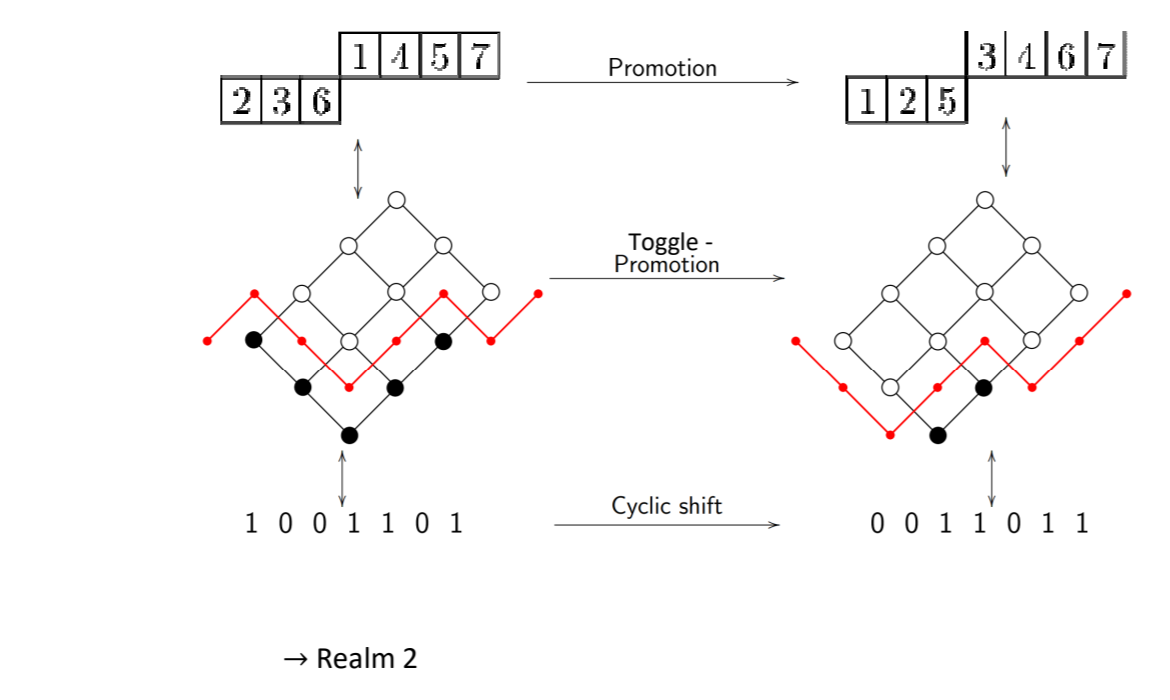 1 4 5 7
2 3 6
Promotion
3 4 6 7
1 2 5
Toggle -
Promotion
1 0 0 1 1 0 1
Cyclic shift
0 0 1 1 0 1 1
→ Realm 2